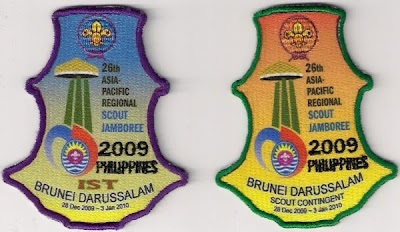 26th
ASIA-
PACIFIC
REGIONAL
SCOUT
JAMBOREE
2009
PHILIPPINES
IST
BRUNEI DARUSSALAM
28 Dec 2009 – 3 Jan 2010
26th
ASIA-
PACIFIC
REGIONAL
SCOUT
JAMBOREE
2009
PHILIPPINES
BRUNEI DARUSSALAM
SCOUT CONTINGENT
28 Dec 2009 – 3 Jan 2010